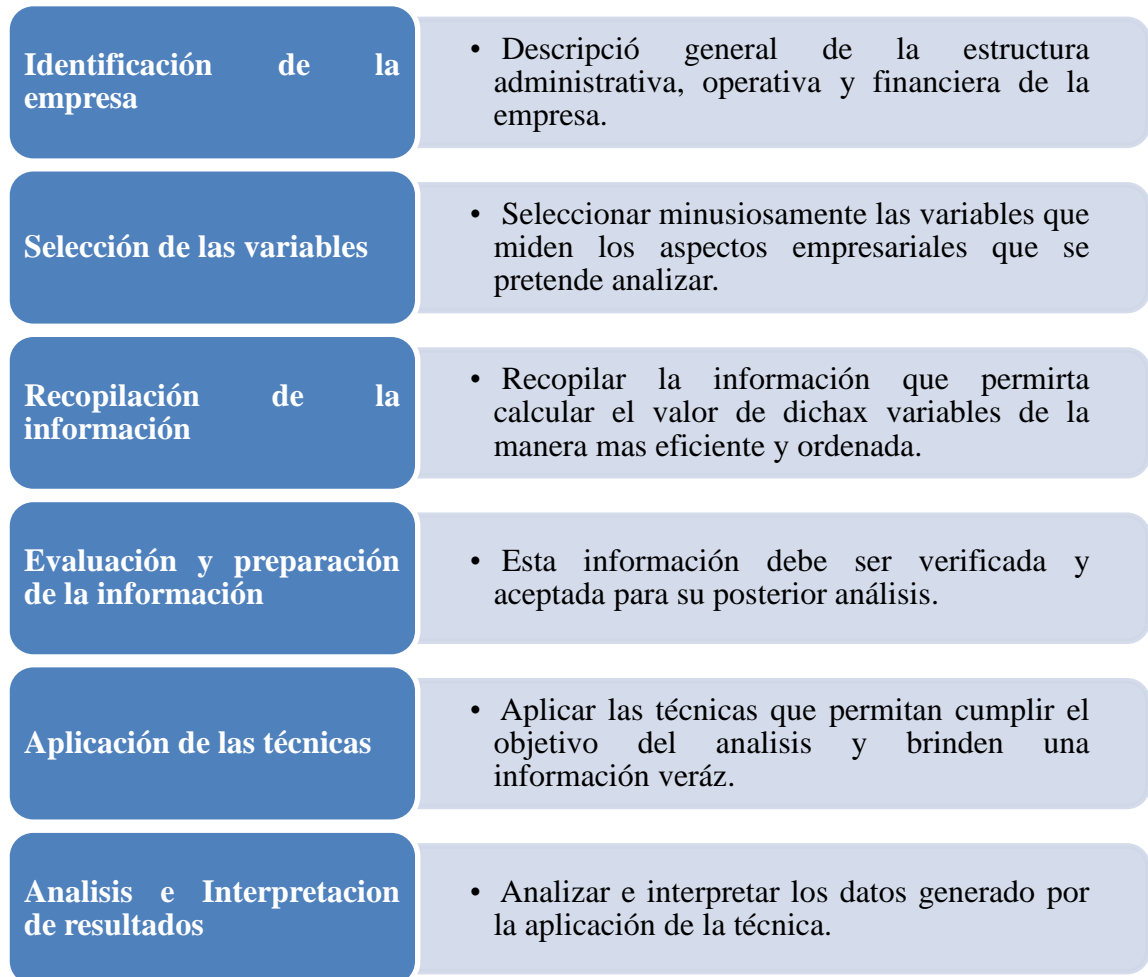 Identificación de la
empresa
• Descripció general de la estructura
administrativa, operativa y financiera de la
empresa.
Selección de las variables
• Seleccionar minusiosamente las variables que
miden los aspectos empresariales que se
pretende analizar.
Recopilación de la
información
• Recopilar la información que permirta
calcular el valor de dichax variables de la
manera mas eficiente y ordenada.
Evaluación y preparación
de la información
• Esta información debe ser verificada y
aceptada para su posterior análisis.
Aplicación de las técnicas
• Aplicar las técnicas que permitan cumplir el
objetivo del analisis y brinden una
información veráz.
Analisis e Interpretacion
de resultados
• Analizar e interpretar los datos generado por
la aplicación de la técnica.